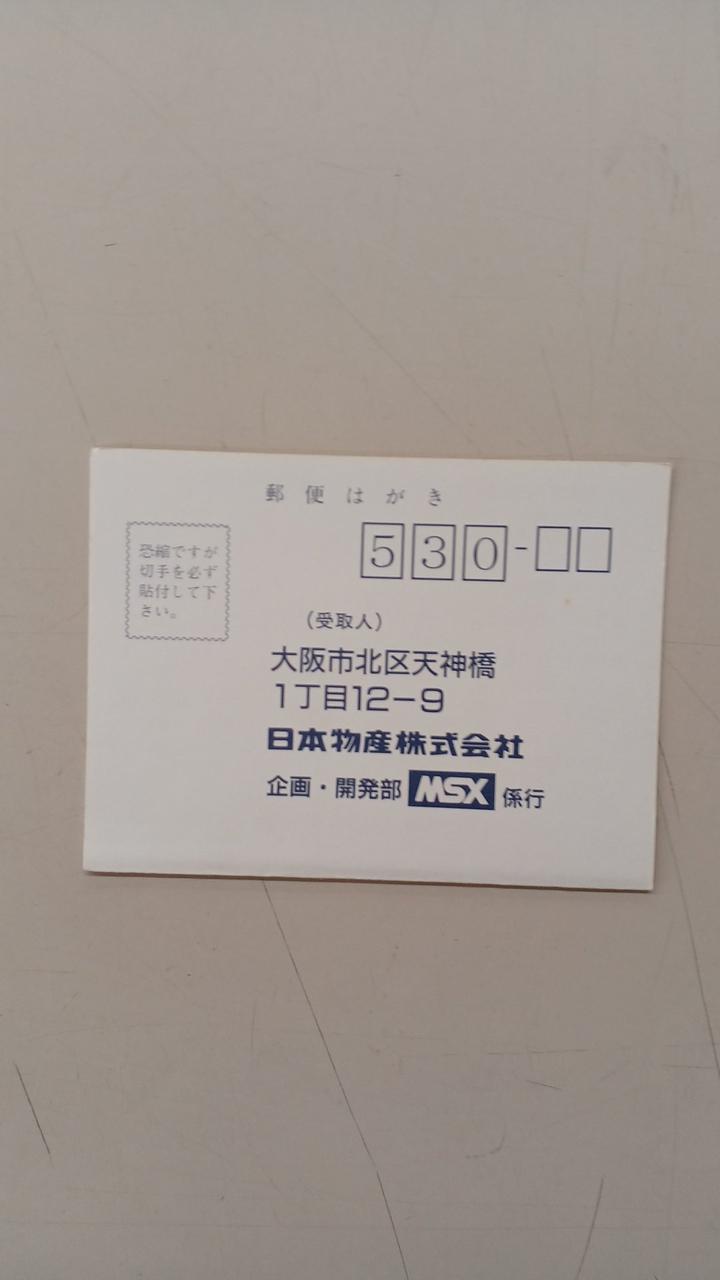 郵便はがき
恐縮ですが
切手を必ず
貼付して下
さい。
530-
（受取人）
大阪市北区天神橋
1丁目12-9
日本物産株式会社
企画・開発部 MSX 係行